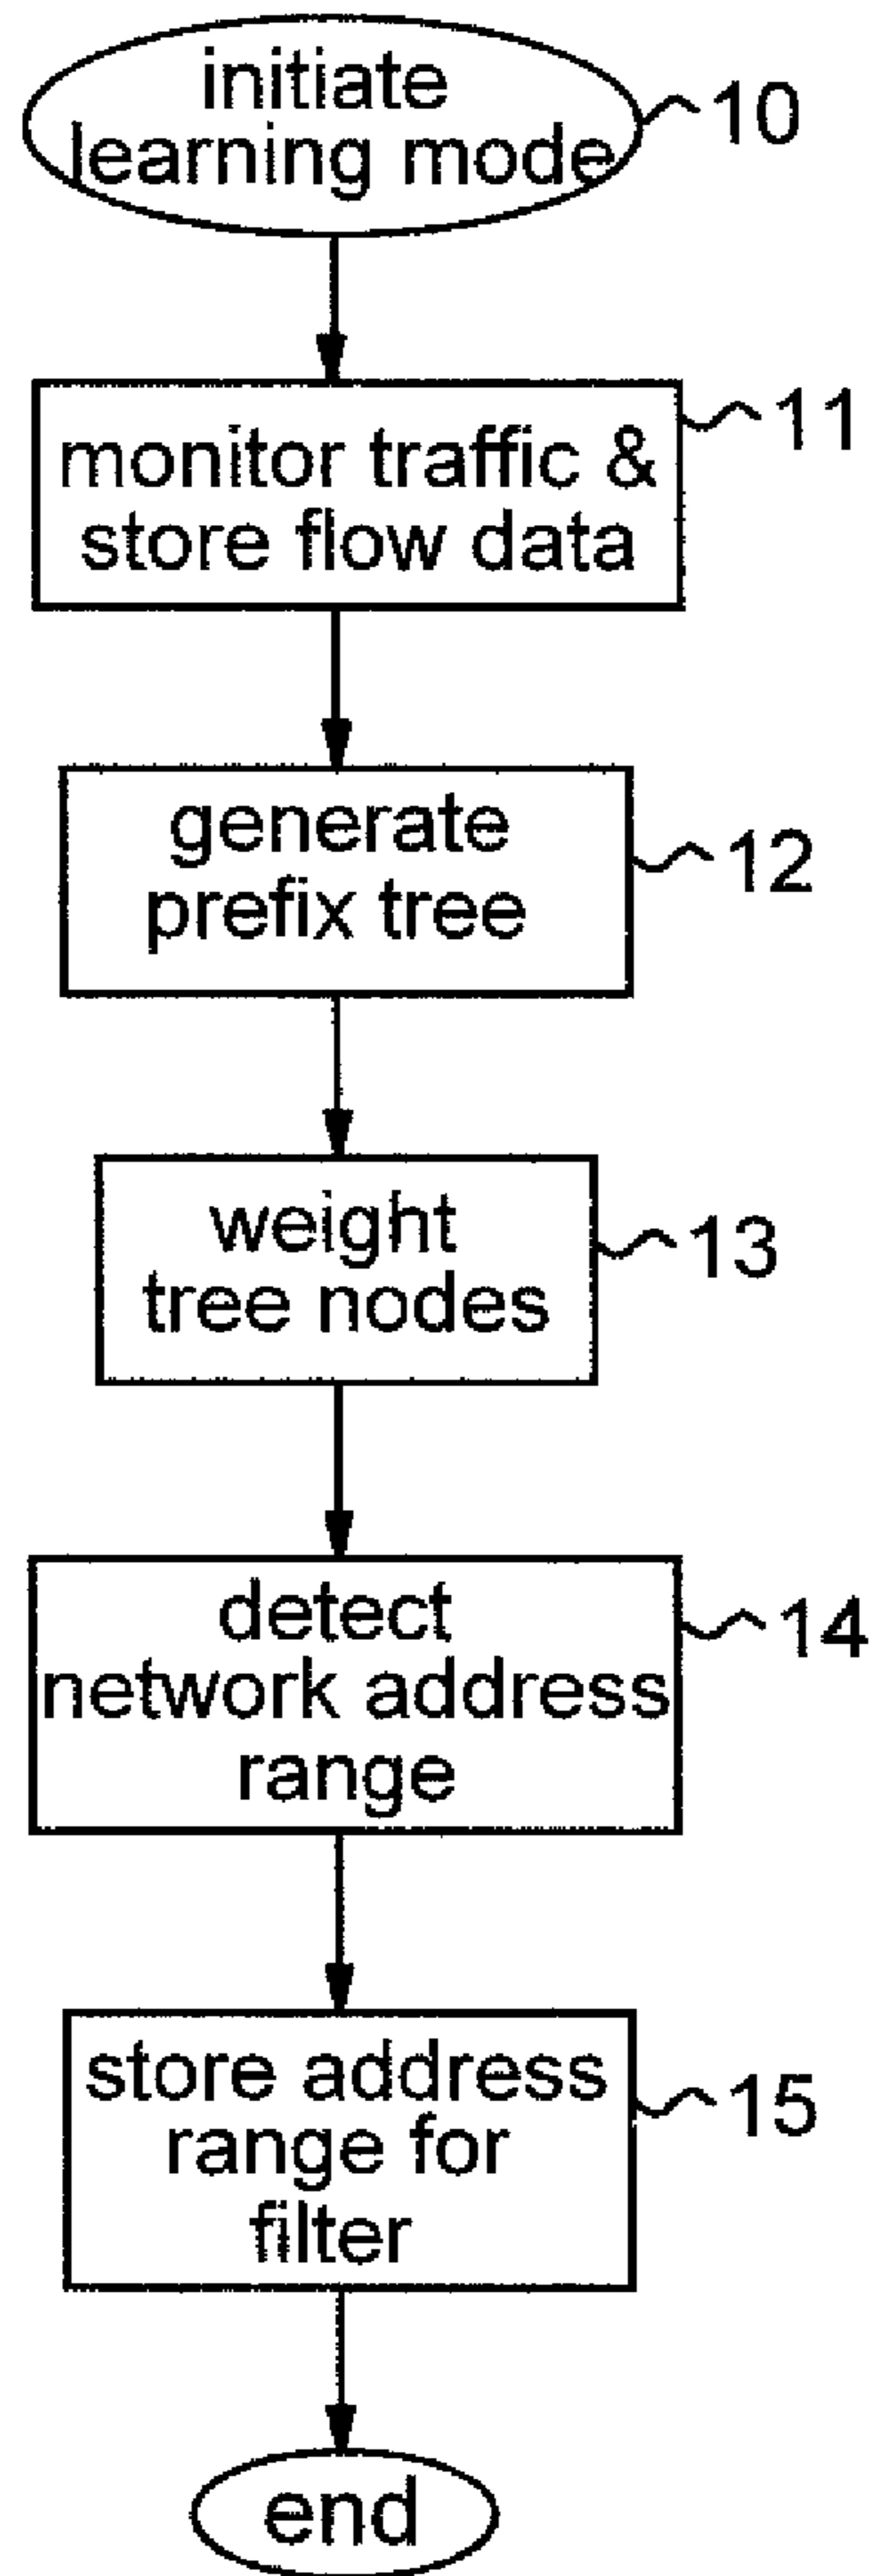 initiate
learning mode
10
monitor traffic &
store flow data
11
generate
prefix tree
12
weight
tree nodes
13
detect
network address
range
14
store address
range for
filter
15
end